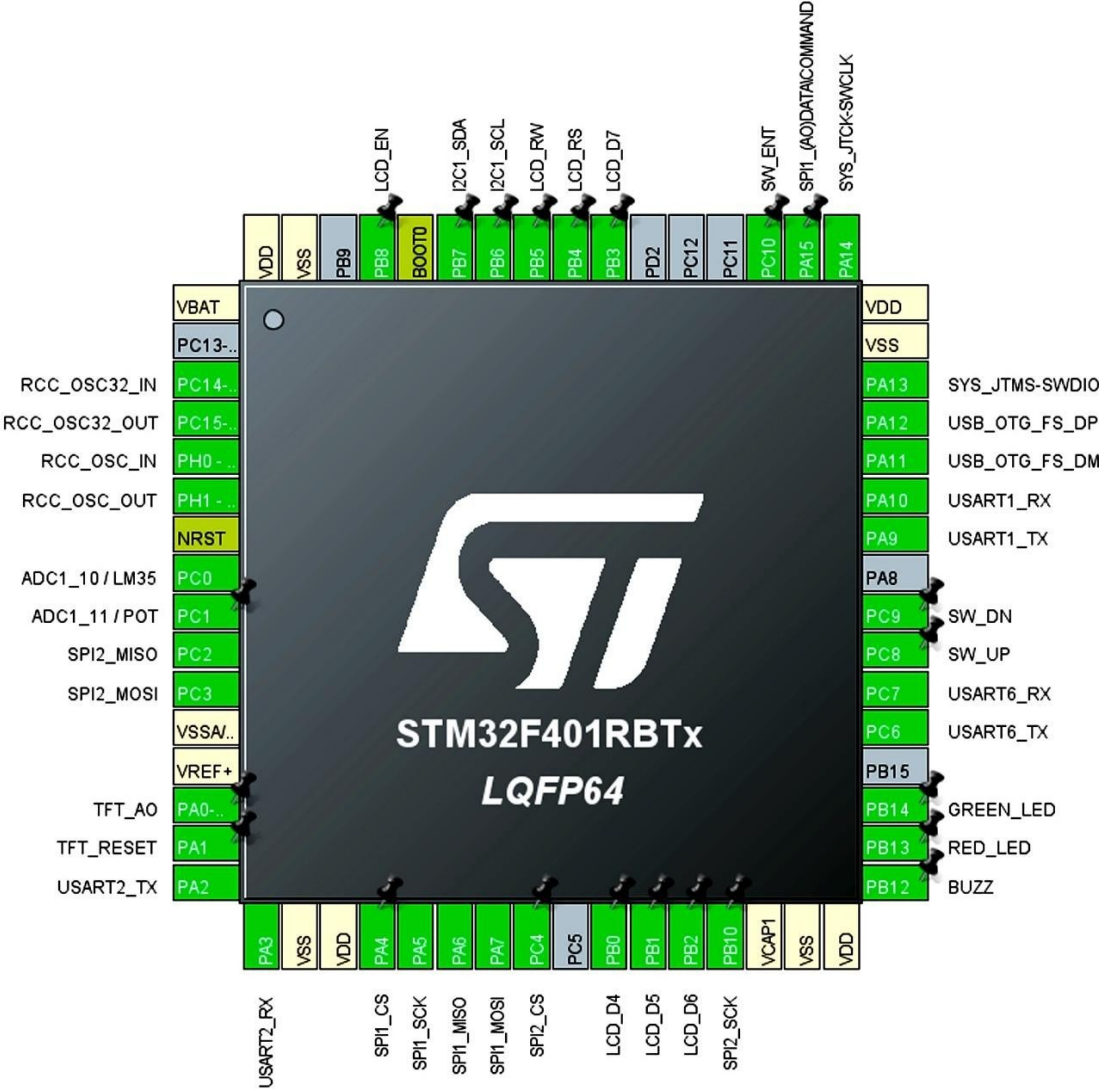 LCD_EN
I2C1_SDA
I2C1_SCL
LCD_RW
LCD_RS
LCD_D7
SW_ENT
SPI1_(AO)DATA\COMMAND
SYS_JTCK-SWCLK
VDD
VSS
PB9
PB8
BOOT0
PB7
PB6
PB5
PB4
PB3
PD2
PC12
PC11
PC10
PA15
PA14
VBAT
PC13-..
RCC_OSC32_IN PC14-..
RCC_OSC32_OUT PC15-..
RCC_OSC_IN PH0 - ..
RCC_OSC_OUT PH1 - ..
NRST
ADC1_10 / LM35 PC0
ADC1_11 / POT PC1
SPI2_MISO PC2
SPI2_MOSI PC3
VSSA/..
VREF+
TFT_AO PA0-..
TFT_RESET PA1
USART2_TX PA2
ST
STM32F401RBTx
LQFP64
VDD
VSS
PA13 SYS_JTMS-SWDIO
PA12 USB_OTG_FS_DP
PA11 USB_OTG_FS_DM
PA10 USART1_RX
PA9 USART1_TX
PA8
PC9 SW_DN
PC8 SW_UP
PC7 USART6_RX
PC6 USART6_TX
PB15
PB14 GREEN_LED
PB13 RED_LED
PB12 BUZZ
PA3
VSS
VDD
PA4
PA5
PA6
PA7
PC4
PC5
PB0
PB1
PB2
PB10
VCAP1
VSS
VDD
USART2_RX
SPI1_CS
SPI1_SCK
SPI1_MISO
SPI1_MOSI
SPI2_CS
LCD_D4
LCD_D5
LCD_D6
SPI2_SCK